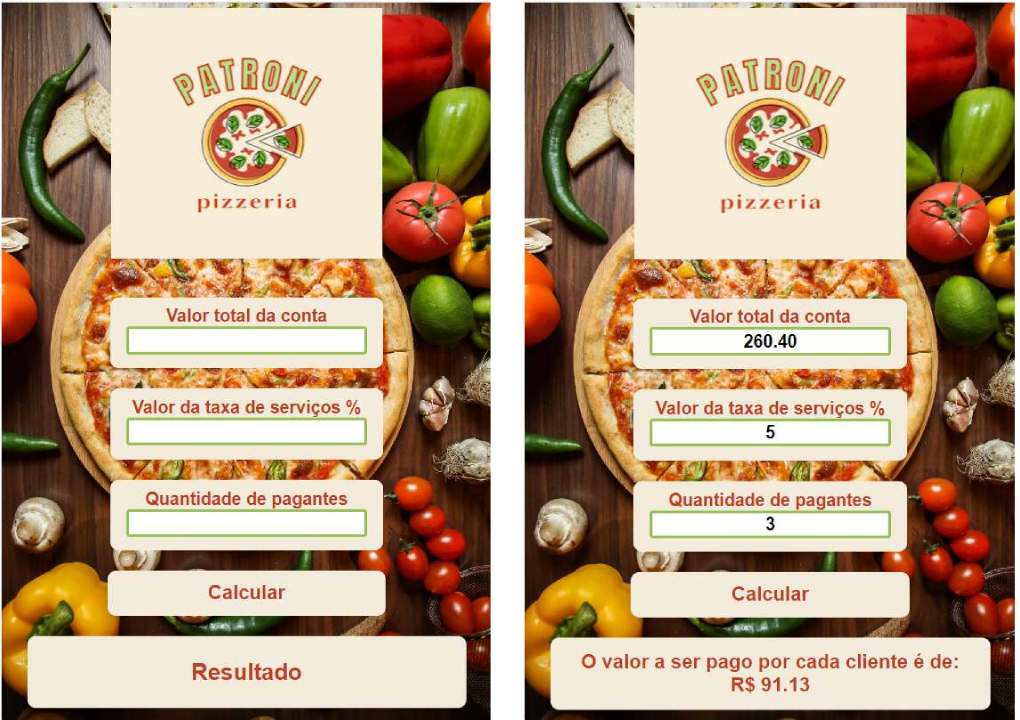 PATRONI
pizzeria
Valor total da conta
Valor da taxa de serviços %
Quantidade de pagantes
Calcular
Resultado
PATRONI
pizzeria
Valor total da conta
260.40
Valor da taxa de serviços %
5
Quantidade de pagantes
3
Calcular
O valor a ser pago por cada cliente é de:
R$ 91.13